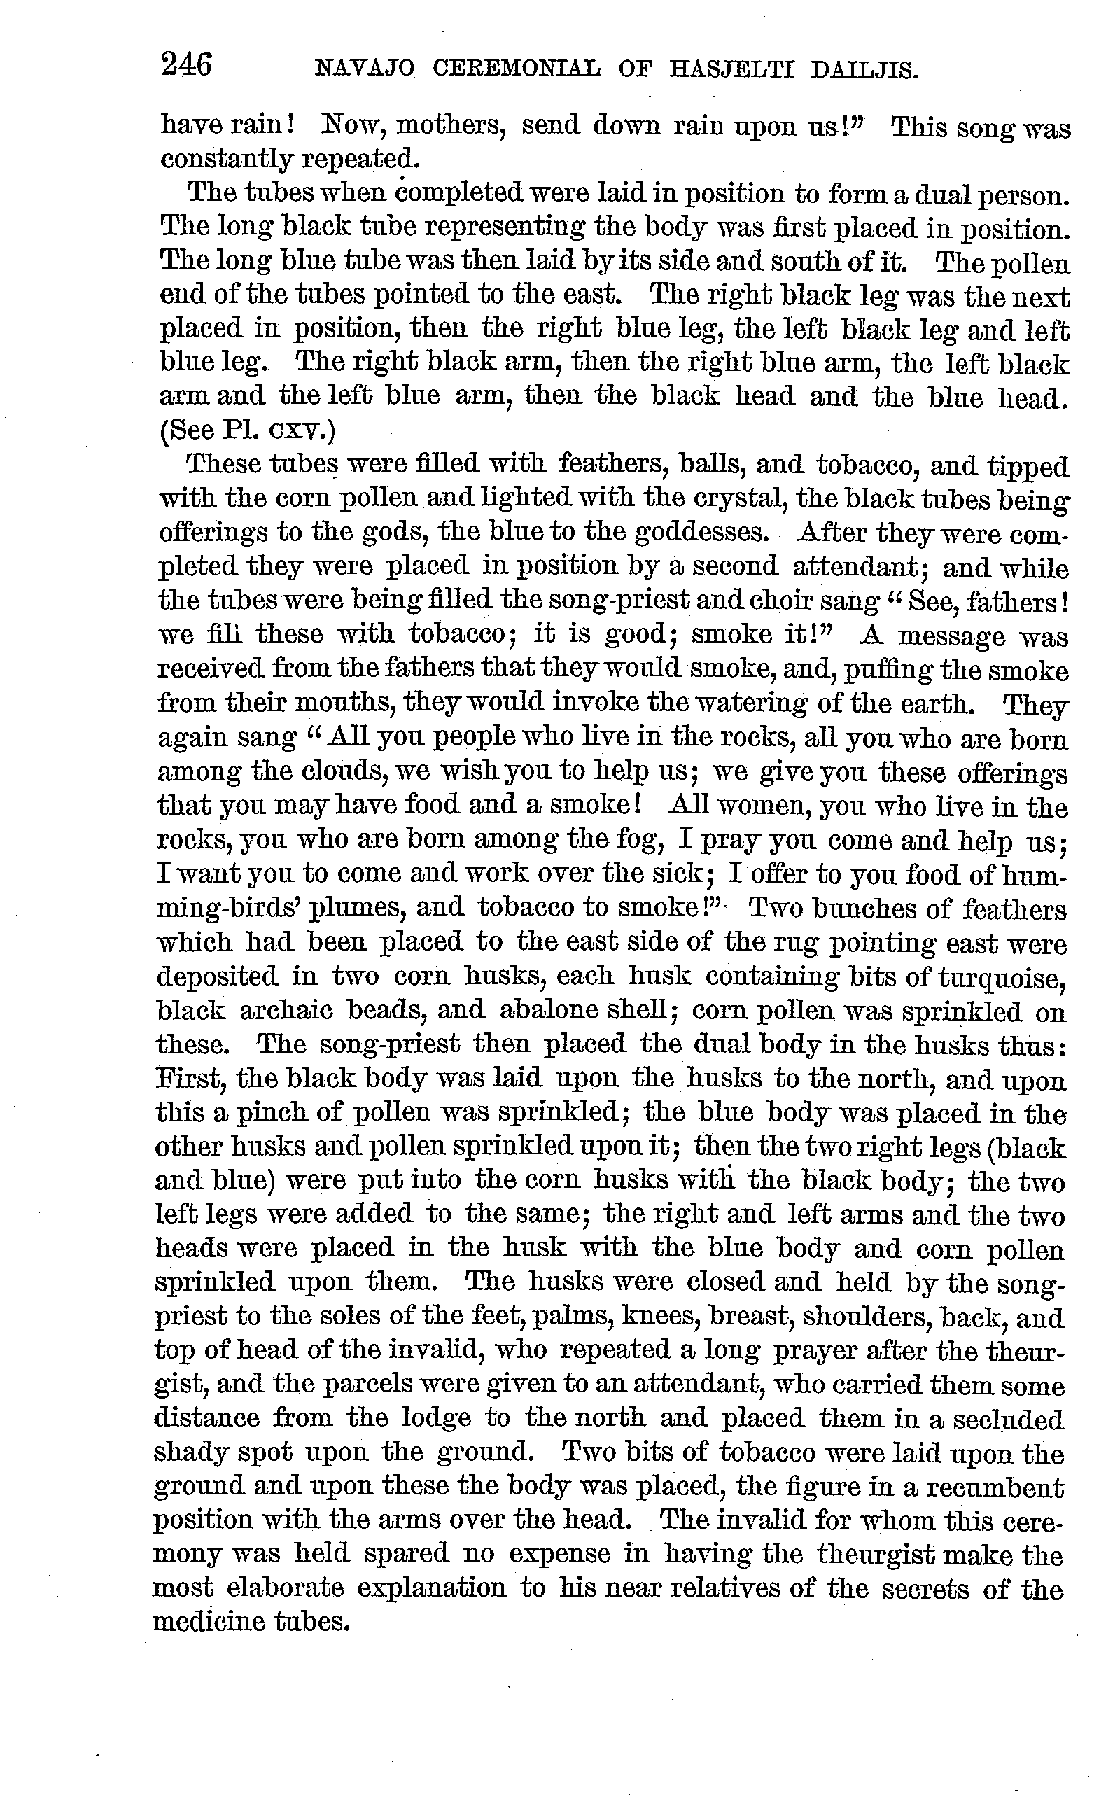 246 NAVAJO CEREMONIAL OF HASJELTI DAILJIS.
have rain! Now, mothers, send down rain upon us!” This song was
constantly repeated.
The tubes when completed were laid in position to form a dual person.
The long black tube representing the body was first placed in position.
The long blue tube was then laid by its side and south of it. The pollen
end of the tubes pointed to the east. The right black leg was the next
placed in position, then the right blue leg, the left black leg and left
blue leg. The right black arm, then the right blue arm, the left black
arm and the left blue arm, then the black head and the blue head.
(See Pl. CXV.)
These tubes were filled with feathers, balls, and tobacco, and tipped
with the corn pollen and lighted with the crystal, the black tubes being
offerings to the gods, the blue to the goddesses. After they were com-
pleted they were placed in position by a second attendant; and while
the tubes were being filled the song-priest and choir sang “See, fathers!
we fill these with tobacco; it is good; smoke it!” A message was
received from the fathers that they would smoke, and, puffing the smoke
from their mouths, they would invoke the watering of the earth. They
again sang “All you people who live in the rocks, all you who are born
among the clouds, we wish you to help us; we give you these offerings
that you may have food and a smoke! All women, you who live in the
rocks, you who are born among the fog, I pray you come and help us;
I want you to come and work over the sick; I offer to you food of hum-
ming-birds’ plumes, and tobacco to smoke!” Two bunches of feathers
which had been placed to the east side of the rug pointing east were
deposited in two corn husks, each husk containing bits of turquoise,
black archaic beads, and abalone shell; corn pollen was sprinkled on
these. The song-priest then placed the dual body in the husks thus:
First, the black body was laid upon the husks to the north, and upon
this a pinch of pollen was sprinkled; the blue body was placed in the
other husks and pollen sprinkled upon it; then the two right legs (black
and blue) were put into the corn husks with the black body; the two
left legs were added to the same; the right and left arms and the two
heads were placed in the husk with the blue body and corn pollen
sprinkled upon them. The husks were closed and held by the song-
priest to the soles of the feet, palms, knees, breast, shoulders, back, and
top of head of the invalid, who repeated a long prayer after the theur-
gist, and the parcels were given to an attendant, who carried them some
distance from the lodge to the north and placed them in a secluded
shady spot upon the ground. Two bits of tobacco were laid upon the
ground and upon these the body was placed, the figure in a recumbent
position with the arms over the head. The invalid for whom this cere-
mony was held spared no expense in having the theurgist make the
most elaborate explanation to his near relatives of the secrets of the
medicine tubes.